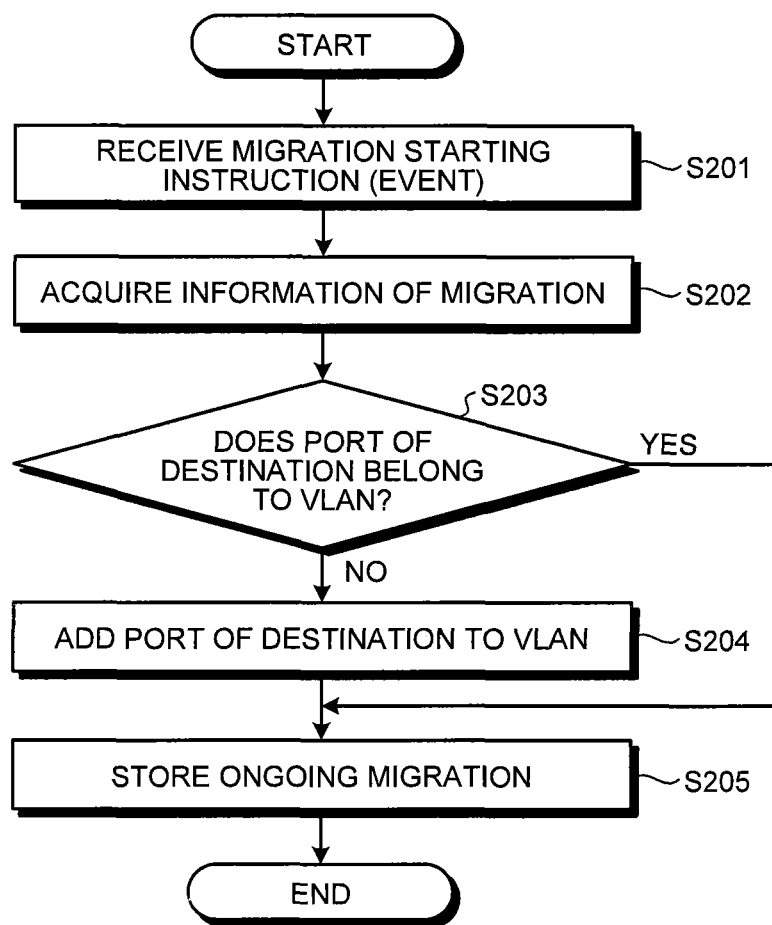 START
RECEIVE MIGRATION STARTING
INSTRUCTION (EVENT)
S201
ACQUIRE INFORMATION OF MIGRATION
S202
S203
DOES PORT OF
DESTINATION BELONG
TO VLAN?
YES
NO
ADD PORT OF DESTINATION TO VLAN
S204
STORE ONGOING MIGRATION
S205
END